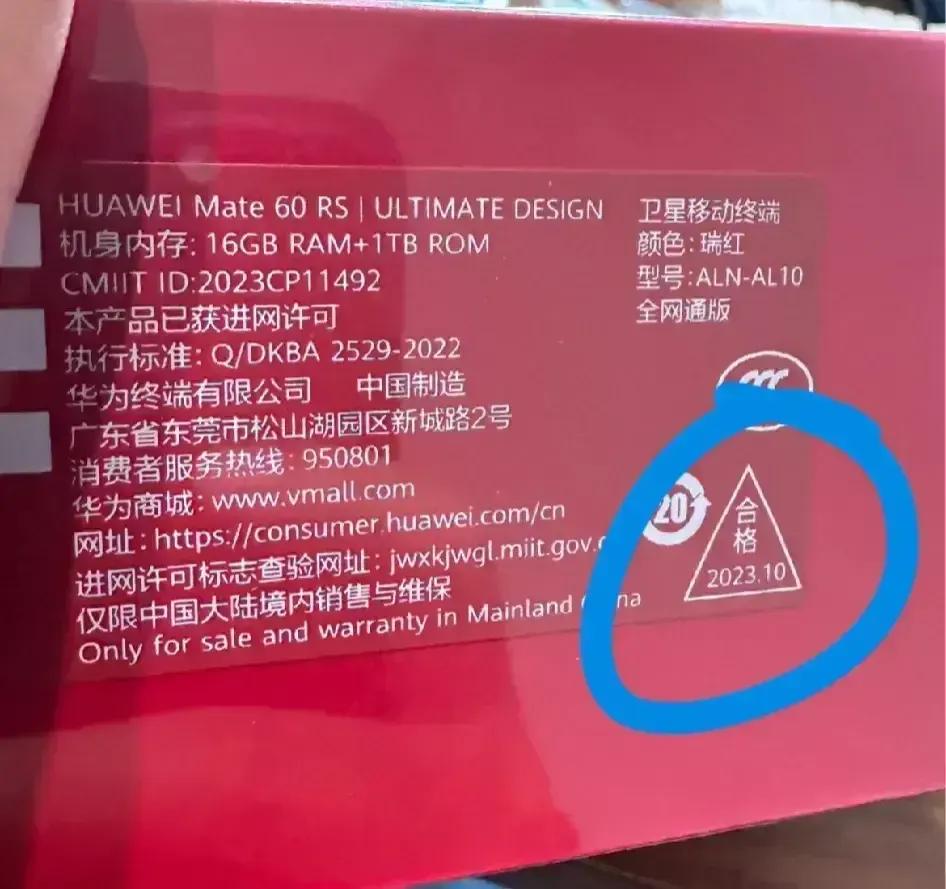 HUAWEI Mate 60 RS | ULTIMATE DESIGN
机身内存: 16GB RAM+1TB ROM
CMIIT ID:2023CP11492
本产品已获进网许可
执行标准: Q/DKBA 2529-2022
华为终端有限公司 中国制造
广东省东莞市松山湖园区新城路2号
消费者服务热线: 950801
华为商城: www.vmall.com
网址: https://consumer.huawei.com/cn
进网许可标志查验网址: jwxkjwgl.miit.gov.
仅限中国大陆境内销售与维保
Only for sale and warranty in Mainland na
卫星移动终端
颜色: 瑞红
型号: ALN-AL10
全网通版
CCC
20
合
格
2023.10